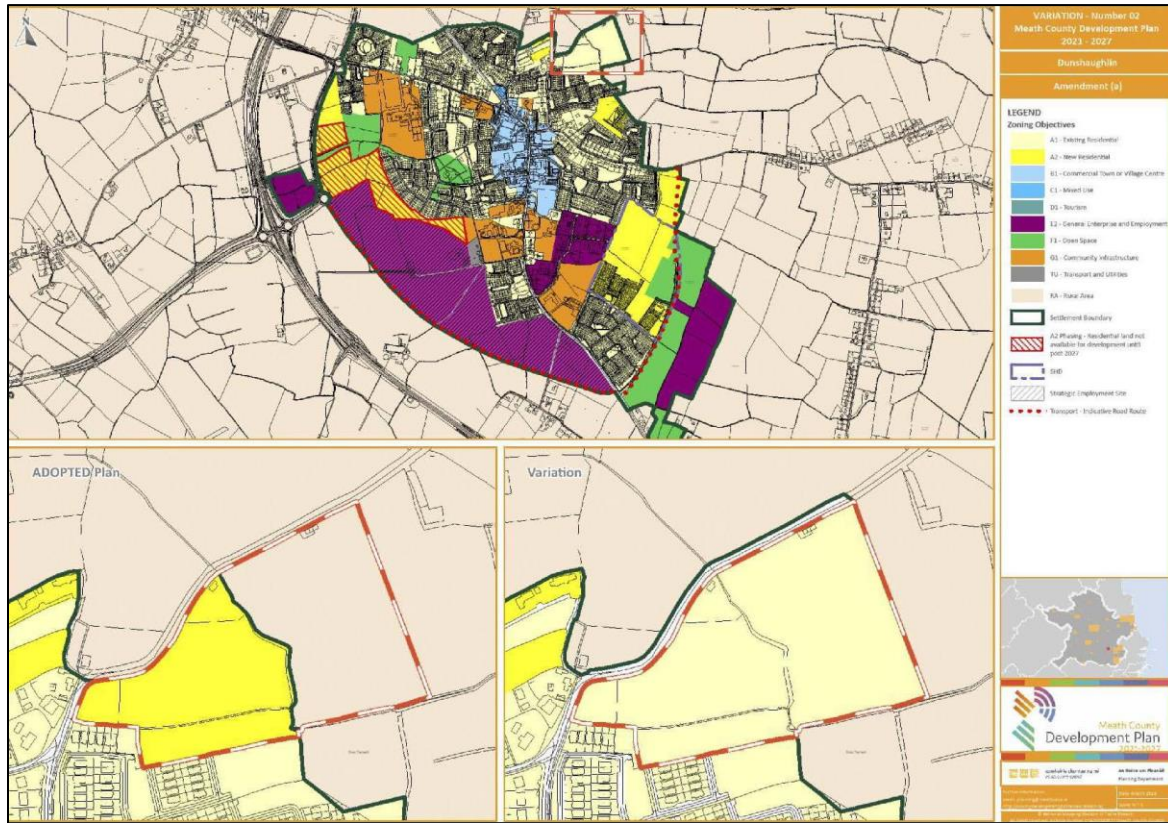 N
VARIATION - Number 02
Meath County Development Plan
2021 - 2027
Dunshaughlin
Amendment (a)
LEGEND
Zoning Objectives
A1 - Existing Residential
A2 - New Residential
B1 - Commercial Town or Village Centre
C1 - Mixed Use
D1 - Tourism
E2 - General Enterprise and Employment
F1 - Open Space
G1 - Community Infrastructure
TU - Transport and Utilities
RA - Rural Area
Settlement Boundary
A2 Phasing - Residential land not
available for development until
post 2027
SHD
Strategic Employment Site
Transport - Indicative Road Route
ADOPTED Plan
Variation
Meath County
Development Plan
2021-2027